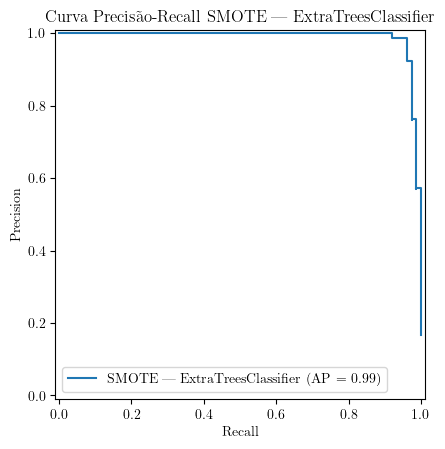 Curva Precisão-Recall SMOTE — ExtraTreesClassifier
1.0
0.8
0.6
0.4
0.2
0.0
Precision
SMOTE — ExtraTreesClassifier (AP = 0.99)
0.0 0.2 0.4 0.6 0.8 1.0
Recall